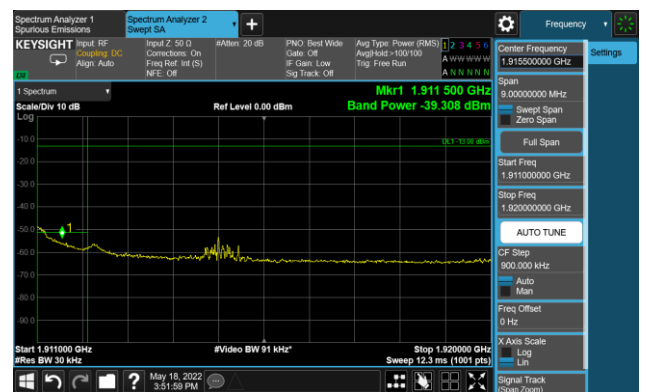 Spectrum Analyzer 1
Spurious Emissions
Spectrum Analyzer 2
Swept SA
Frequency
KEYSIGHT
Input: RF
Coupling: DC
Align: Auto
Input Z: 50 Ω
Corrections: On
Freq Ref: Int (S)
NFE: Off
#Atten: 20 dB
PNO: Best Wide
Gate: Off
IF Gain: Low
Sig Track: Off
Avg Type: Power (RMS)
Avg|Hold:>100/100
Trig: Free Run
1 2 3 4 5 6
A WW WW W
A N N N N N
LXI
1 Spectrum
Scale/Div 10 dB
Log
Ref Level 0.00 dBm
Mkr1 1.911 500 GHz
Band Power -39.308 dBm
DL1 -13.00 dBm
-10.0
-20.0
-30.0
-40.0
-50.0
-60.0
-70.0
-80.0
-90.0
1
Start 1.911000 GHz
#Res BW 30 kHz
#Video BW 91 kHz*
Stop 1.920000 GHz
Sweep 12.3 ms (1001 pts)
May 18, 2022
3:51:59 PM
Center Frequency
1.915500000 GHz
Settings
Span
9.00000000 MHz
Swept Span
Zero Span
Full Span
Start Freq
1.911000000 GHz
Stop Freq
1.920000000 GHz
AUTO TUNE
CF Step
900.000 kHz
Auto
Man
Freq Offset
0 Hz
X Axis Scale
Log
Lin
Signal Track
(Span Zoom)